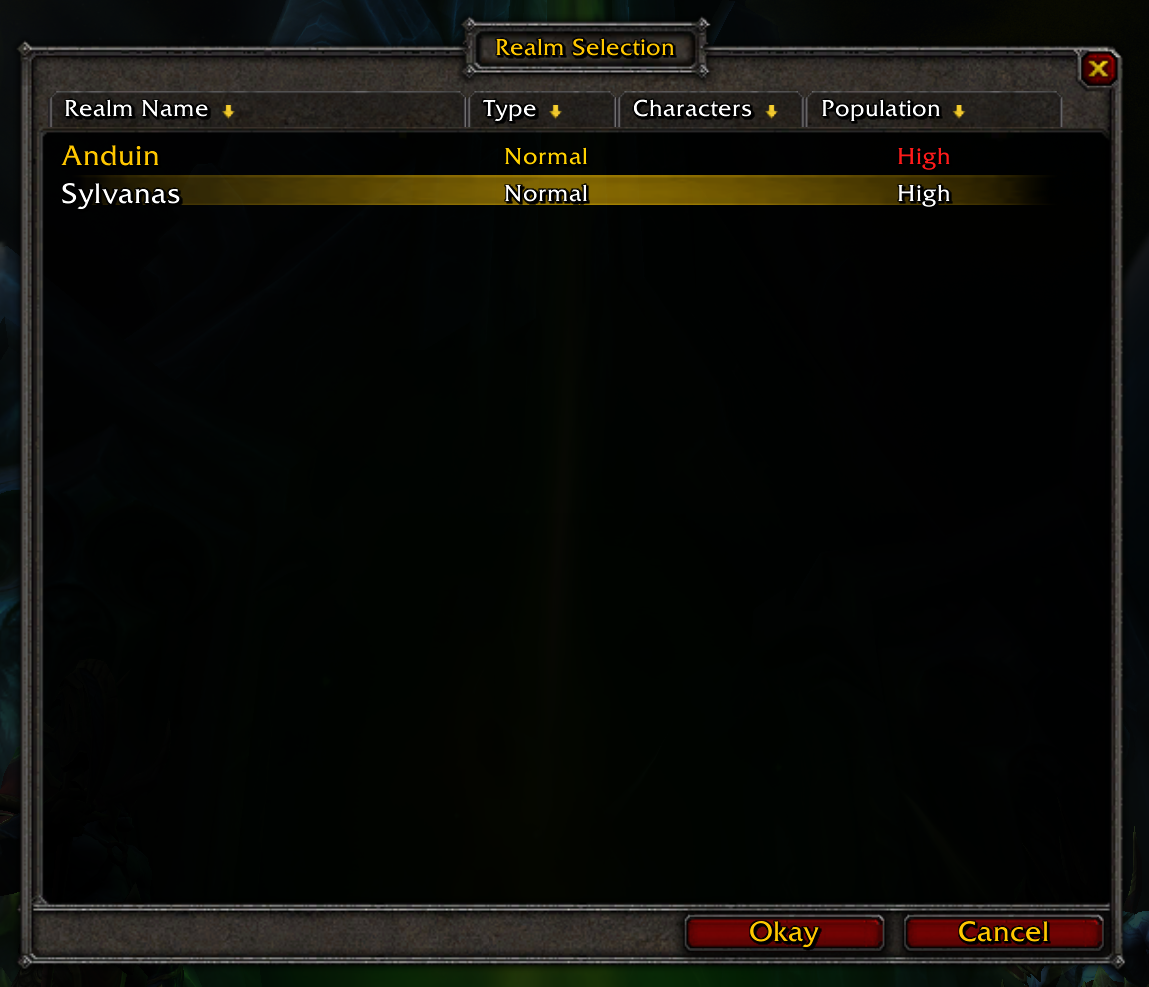 Realm Selection
Realm Name Type Characters Population
Anduin Normal High
Sylvanas Normal High
Okay Cancel